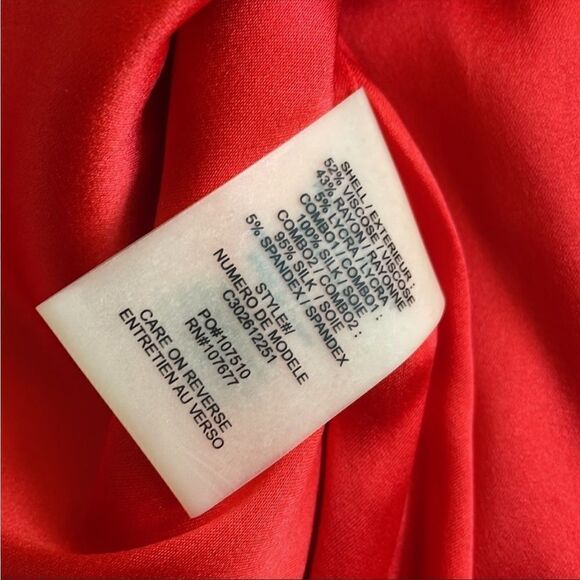 SHELL / EXTERIEUR :
52% VISCOSE / VISCOSE
43% RAYON / RAYONNE
5% LYCRA / LYCRA
COMBO1 / COMBO1 :
100% SILK / SOIE
COMBO2 / COMBO2 :
95% SILK / SOIE
5% SPANDEX / SPANDEX
STYLE#/
NUMERO DE MODELE
C302612251
PO#107510
RN#107677
CARE ON REVERSE
ENTRETIEN AU VERSO